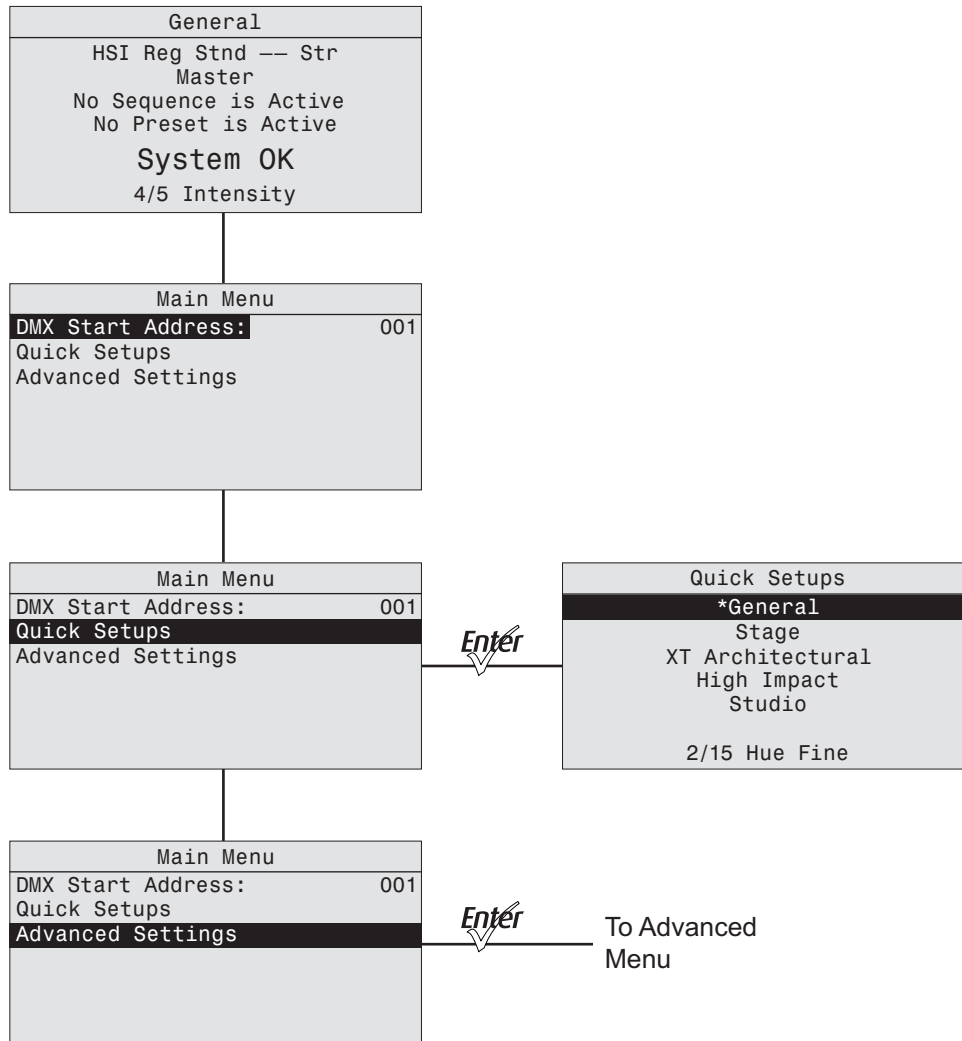 General
HSI Reg Stnd –– Str
Master
No Sequence is Active
No Preset is Active
System OK
4/5 Intensity
Main Menu
DMX Start Address: 001
Quick Setups
Advanced Settings
Main Menu
DMX Start Address: 001
Quick Setups
Advanced Settings
Enter
Quick Setups
*General
Stage
XT Architectural
High Impact
Studio
2/15 Hue Fine
Main Menu
DMX Start Address: 001
Quick Setups
Advanced Settings
Enter
To Advanced
Menu